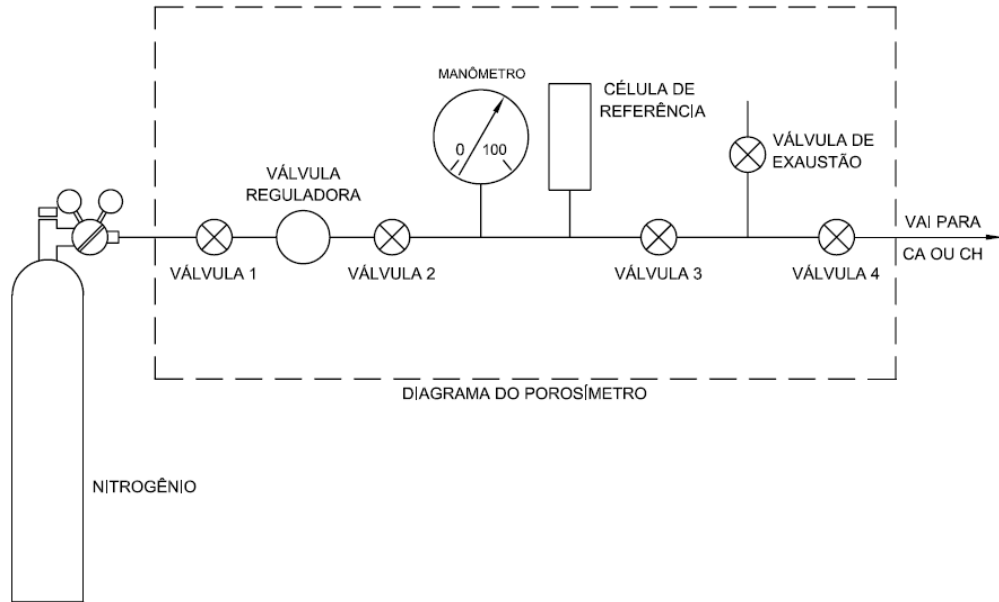 MANÔMETRO
0 100
CÉLULA DE
REFERÊNCIA
VÁLVULA DE
EXAUSTÃO
VÁLVULA
REGULADORA
VAI PARA
CA OU CH
VÁLVULA 1
VÁLVULA 2
VÁLVULA 3
VÁLVULA 4
DIAGRAMA DO POROSÍMETRO
NITROGÊNIO